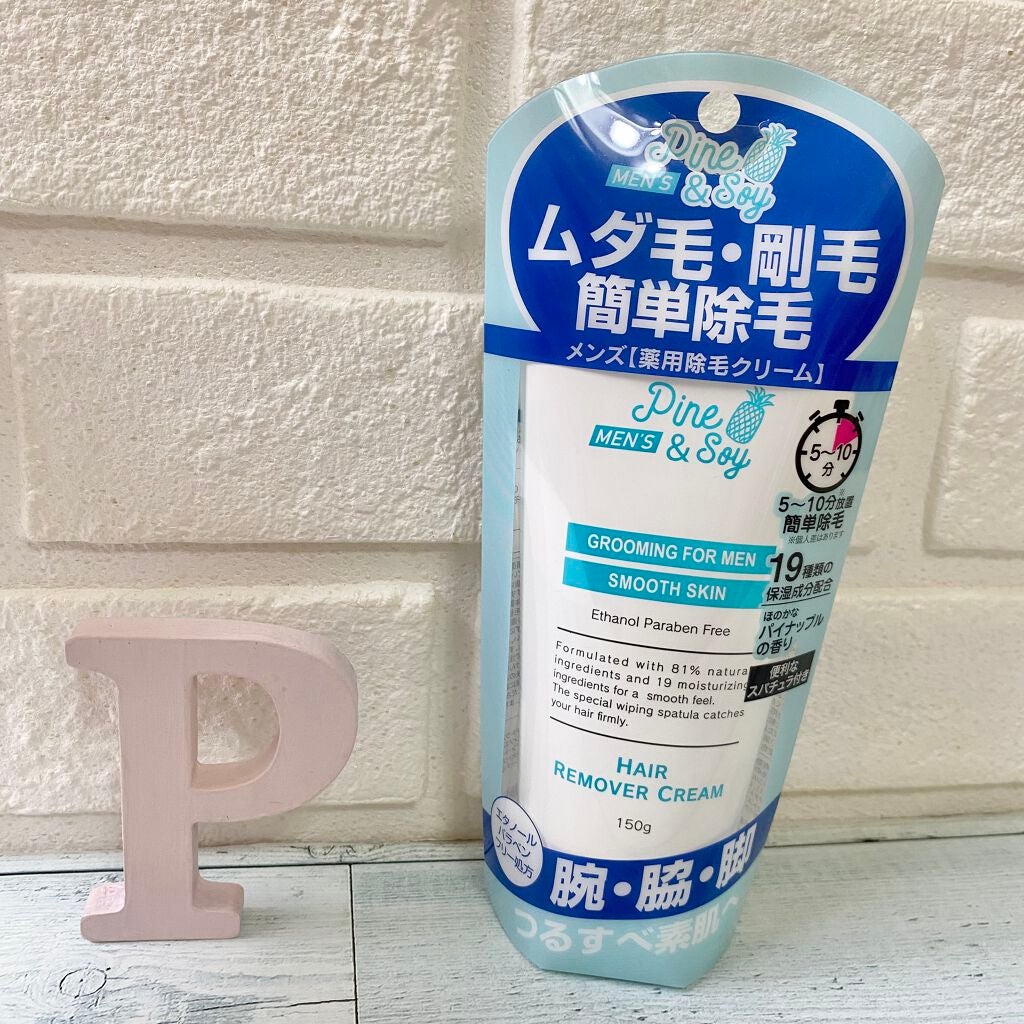 P
Pine
MEN'S & Soy
ムダ毛・剛毛
簡単除毛
メンズ【薬用除毛クリーム】
Pine
MEN'S & Soy
5〜10
分
5〜10分放置※
簡単除毛
※個人差はあります
GROOMING FOR MEN
SMOOTH SKIN
19種類の
保湿成分配合
Ethanol Paraben Free
ほのかな
パイナップル
の香り
Formulated with 81% natura
ingredients and 19 moisturizing
ingredients for a smooth feel.
The special wiping spatula catches
your hair firmly.
便利な
スパチュラ付き
HAIR
REMOVER CREAM
150g
エタノール
パラベン
フリー処方
腕・脇・脚
つるすべ素肌へ